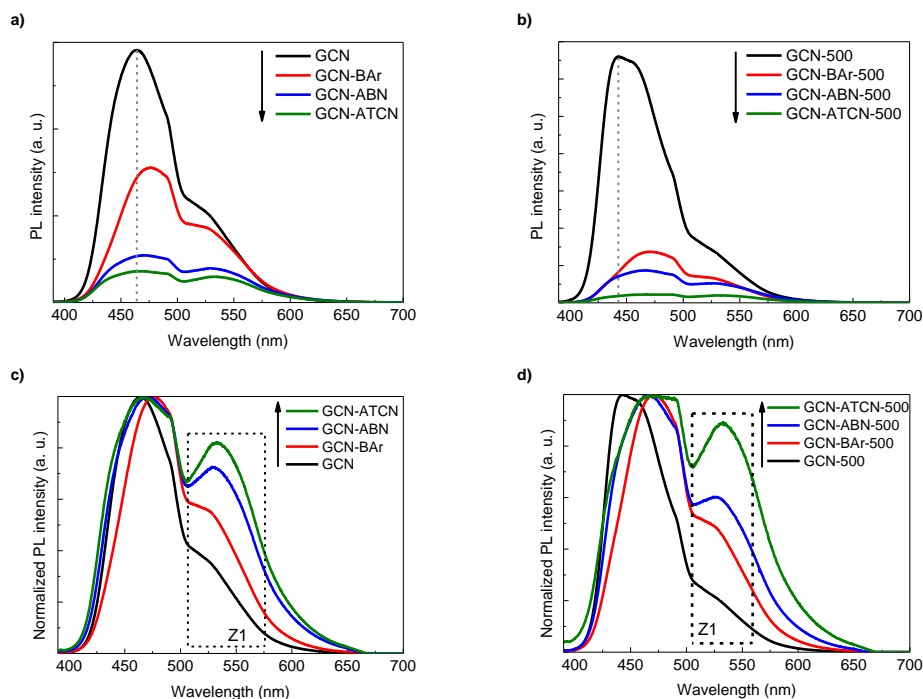 a)
GCN
GCN-BAr
GCN-ABN
GCN-ATCN
PL intensity (a. u.)
400 450 500 550 600 650 700
Wavelength (nm)
b)
GCN-500
GCN-BAr-500
GCN-ABN-500
GCN-ATCN-500
PL intensity (a. u.)
400 450 500 550 600 650 700
Wavelength (nm)
c)
GCN-ATCN
GCN-ABN
GCN-BAr
GCN
Z1
Normalized PL intensity (a. u.)
400 450 500 550 600 650 700
Wavelength (nm)
d)
GCN-ATCN-500
GCN-ABN-500
GCN-BAr-500
GCN-500
Z1
Normalized PL intensity (a. u.)
400 450 500 550 600 650 700
Wavelength (nm)